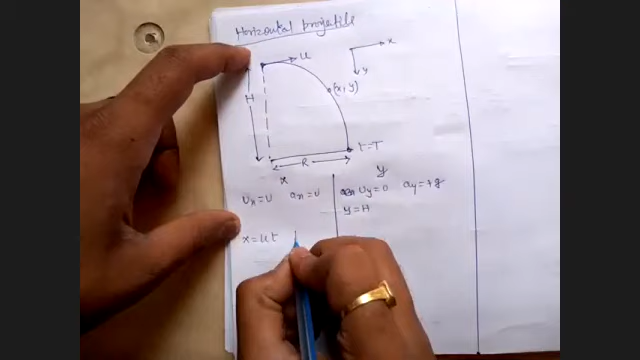 Horizontal projectile
u
x
y
(x, y)
H
t=T
R
x
y
Ux=U ax=0
Uy=0 ay=+g
y=H
x=ut